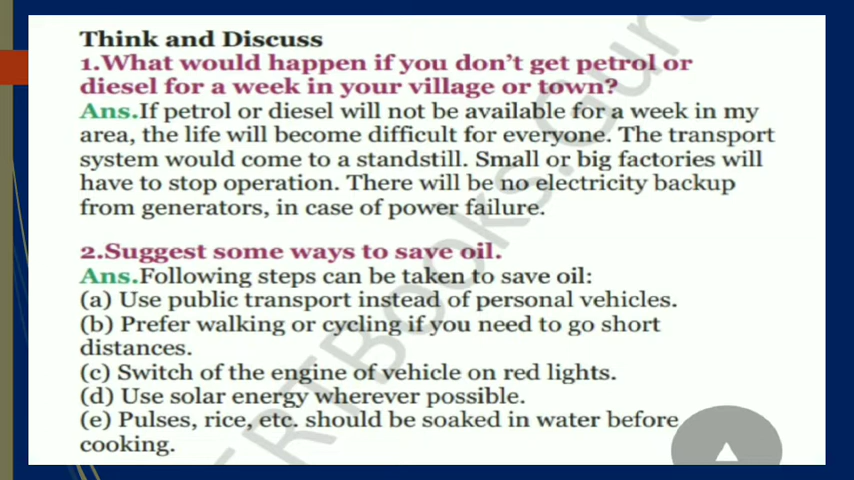 Think and Discuss
1.What would happen if you don't get petrol or
diesel for a week in your village or town?
Ans.If petrol or diesel will not be available for a week in my
area, the life will become difficult for everyone. The transport
system would come to a standstill. Small or big factories will
have to stop operation. There will be no electricity backup
from generators, in case of power failure.
2.Suggest some ways to save oil.
Ans.Following steps can be taken to save oil:
(a) Use public transport instead of personal vehicles.
(b) Prefer walking or cycling if you need to go short
distances.
(c) Switch of the engine of vehicle on red lights.
(d) Use solar energy wherever possible.
(e) Pulses, rice, etc. should be soaked in water before
cooking.
ERTBooks.Guru